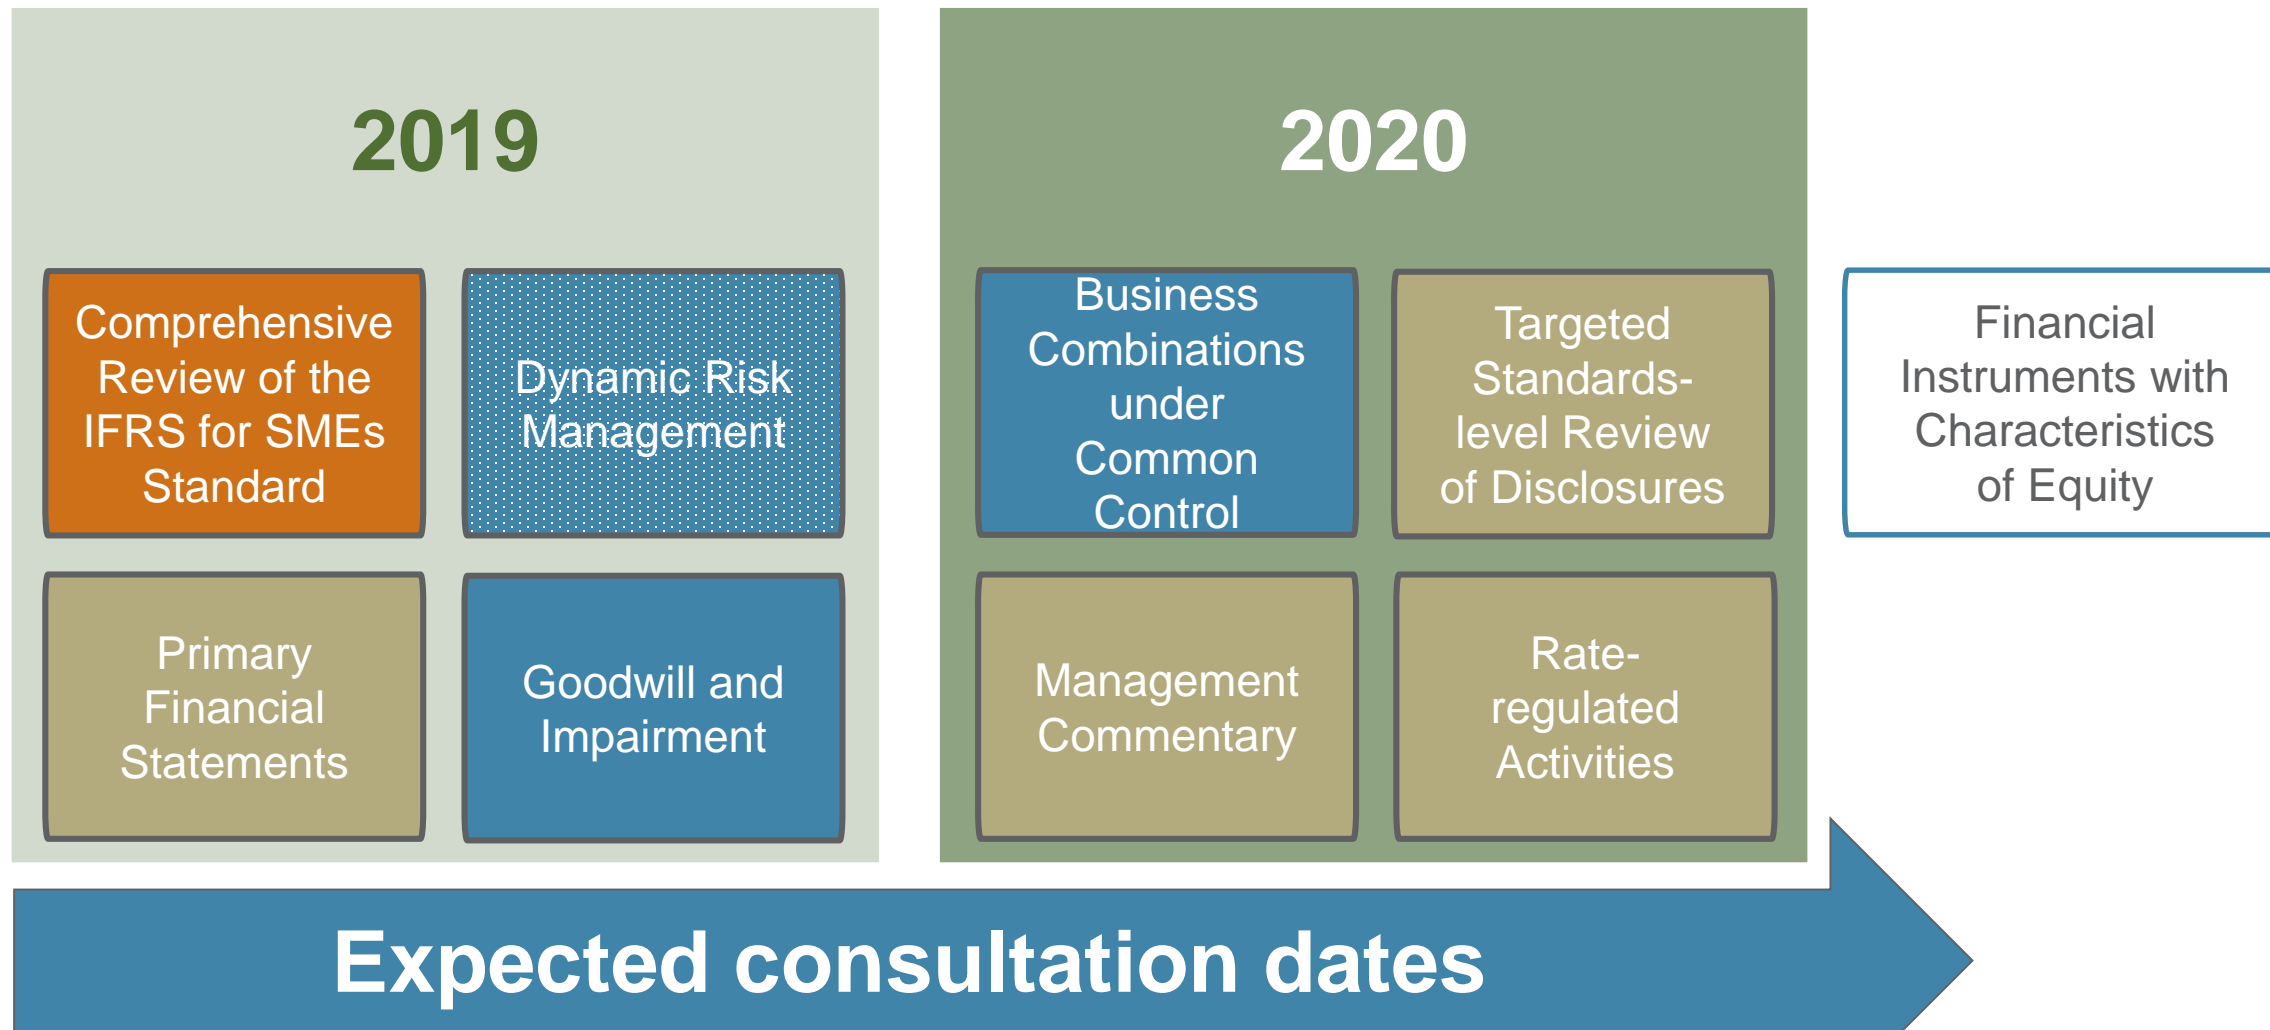 2019
2020
Comprehensive
Review of the
IFRS for SMEs
Standard
Dynamic Risk
Management
Business
Combinations
under
Common
Control
Targeted
Standards-
level Review
of Disclosures
Financial
Instruments with
Characteristics
of Equity
Primary
Financial
Statements
Goodwill and
Impairment
Management
Commentary
Rate-
regulated
Activities
Expected consultation dates